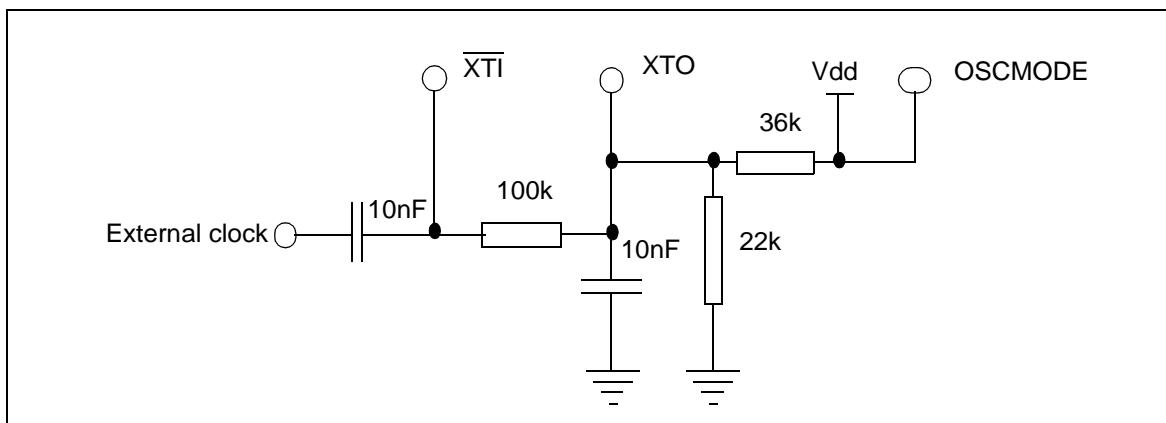 XTI
XTO
Vdd
OSCMODE
36k
100k
10nF
External clock
10nF
22k